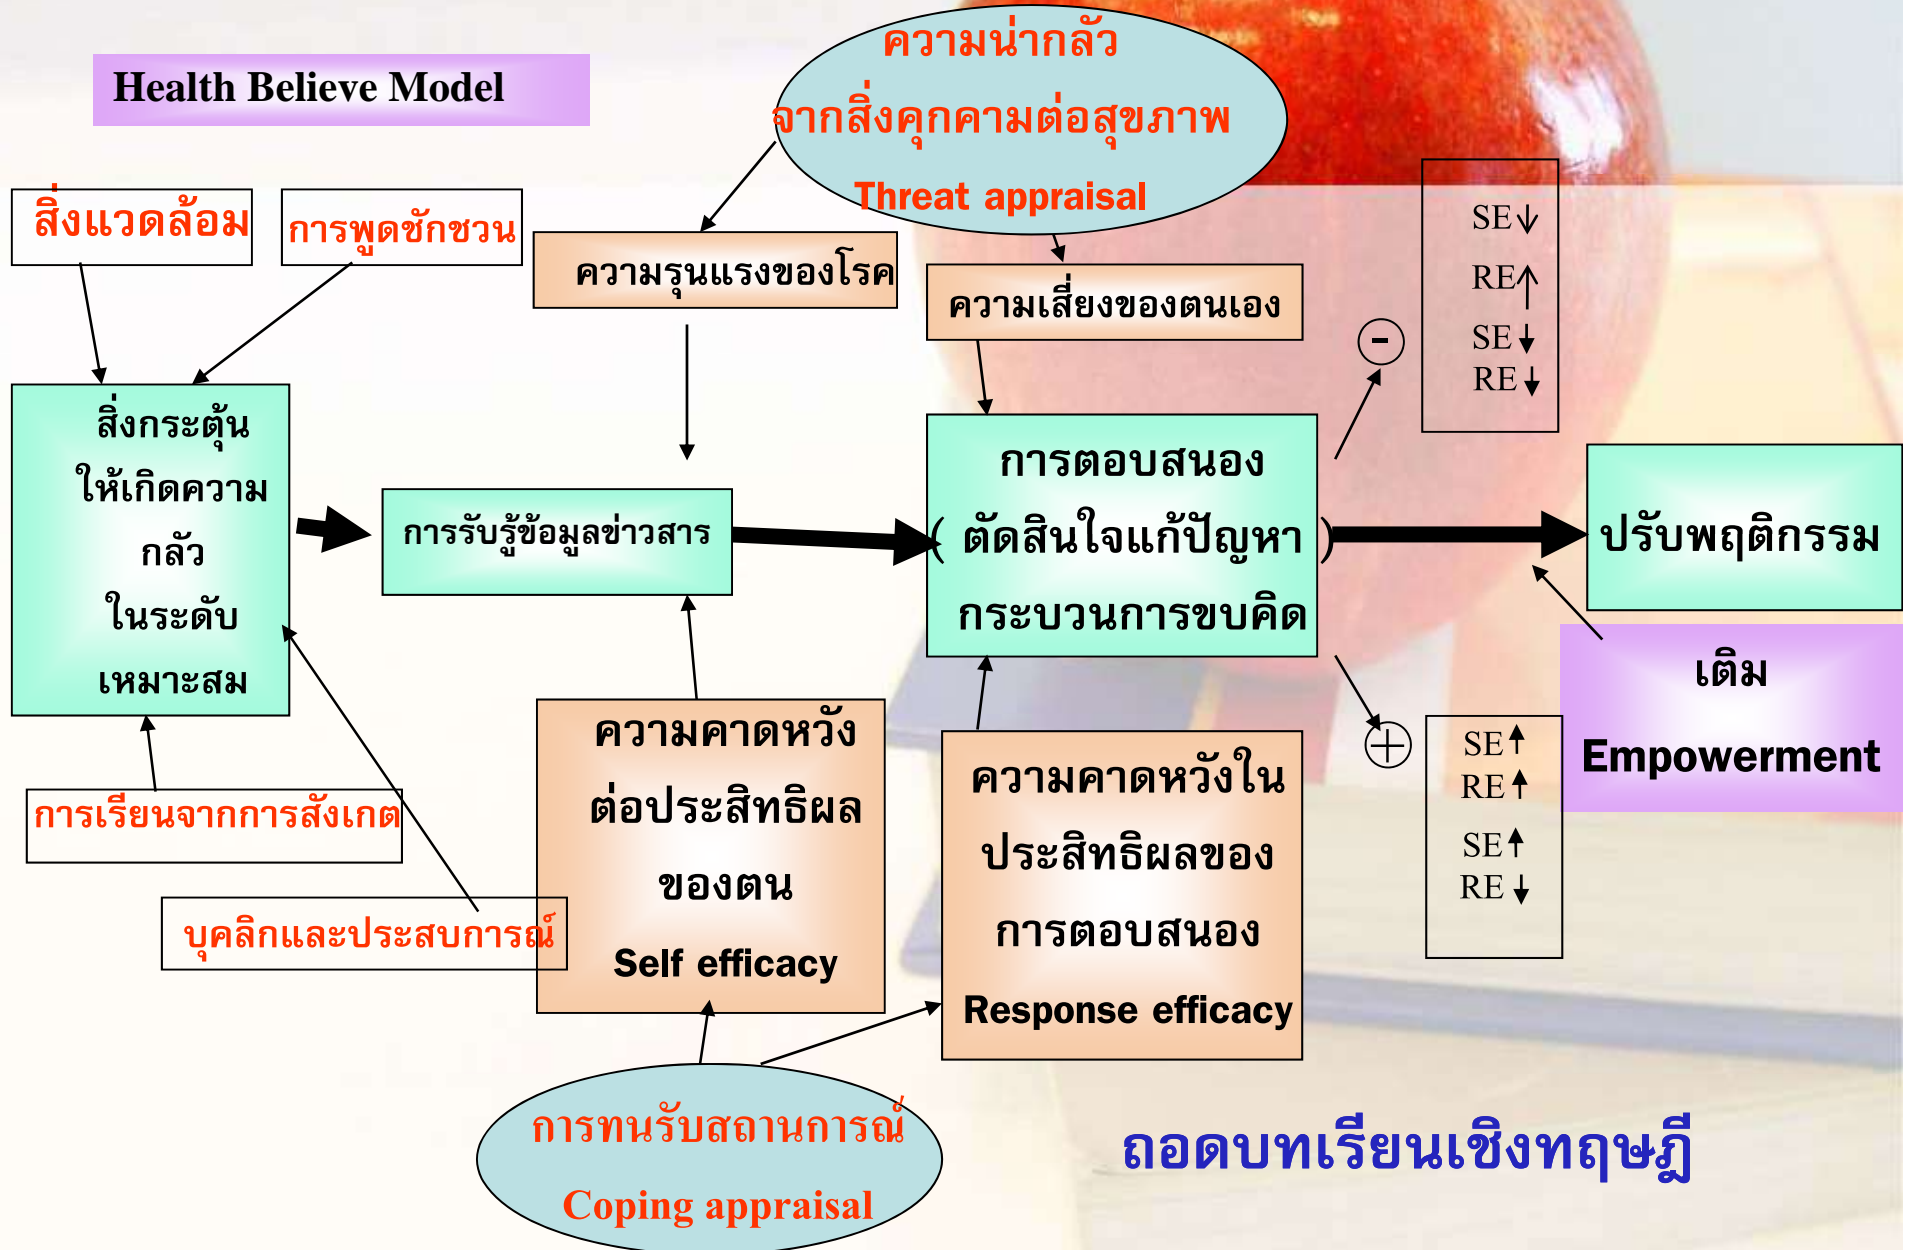 Health Believe Model
ความน่ากลัว
จากสิ่งคุกคามต่อสุขภาพ
Threat appraisal
สิ่งแวดล้อม
การพูดชักชวน
ความรุนแรงของโรค
ความเสี่ยงของตนเอง
-
SE↓
RE↑
SE↓
RE↓
สิ่งกระตุ้น
ให้เกิดความ
กลัว
ในระดับ
เหมาะสม
การรับรู้ข้อมูลข่าวสาร
การตอบสนอง
( ตัดสินใจแก้ปัญหา )
กระบวนการขบคิด
ปรับพฤติกรรม
เติม
Empowerment
+
SE↑
RE↑
SE↑
RE↓
การเรียนจากการสังเกต
บุคลิกและประสบการณ์
ความคาดหวัง
ต่อประสิทธิผล
ของตน
Self efficacy
ความคาดหวังใน
ประสิทธิผลของ
การตอบสนอง
Response efficacy
การทนรับสถานการณ์
Coping appraisal
ถอดบทเรียนเชิงทฤษฎี